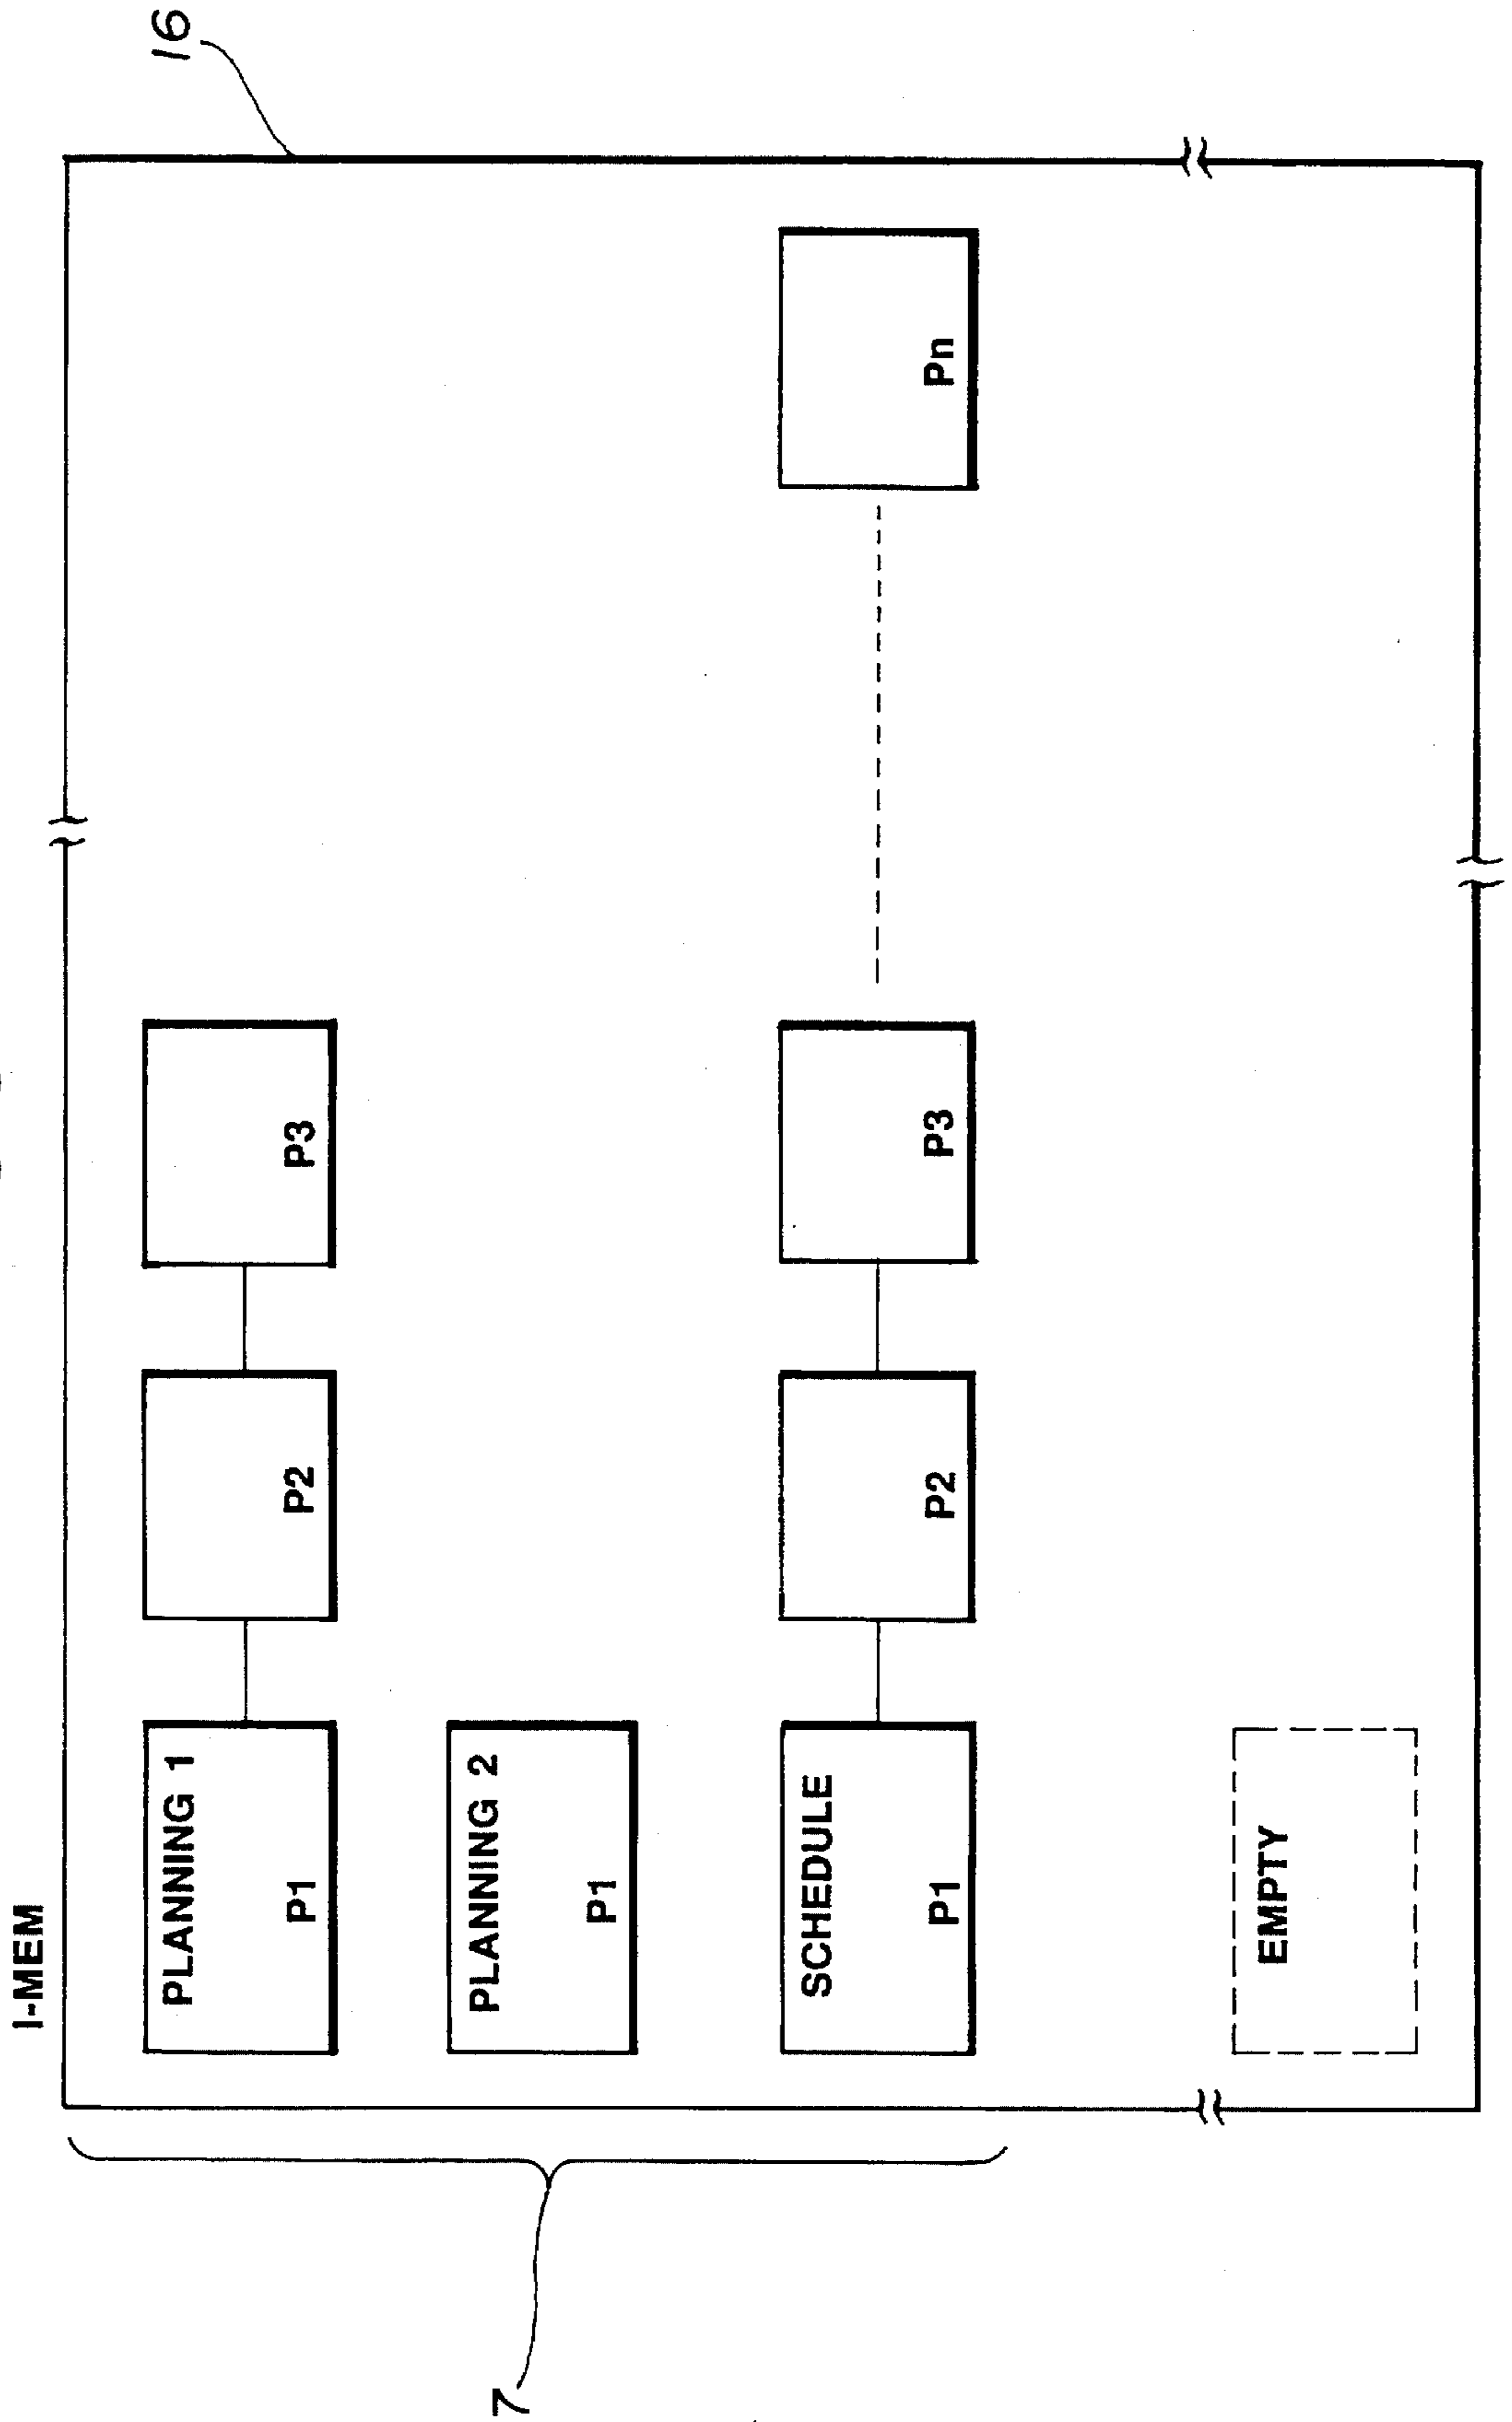 I-MEM
16
PLANNING 1
P1
P2
P3
PLANNING 2
P1
SCHEDULE
P1
P2
P3
Pn
EMPTY
7